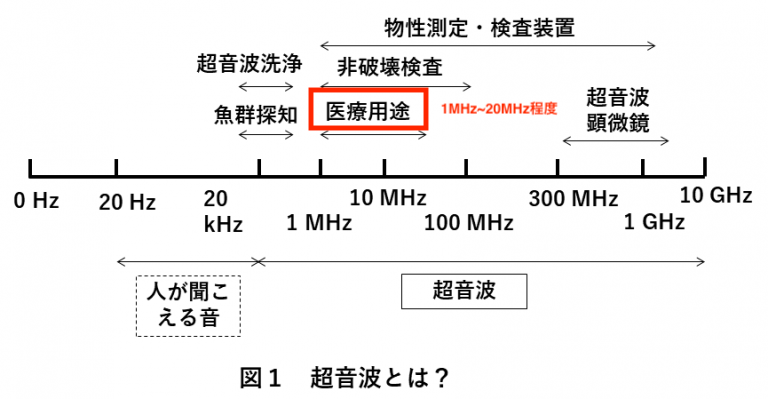 物性測定・検査装置
超音波洗浄
非破壊検査
魚群探知
医療用途
1MHz~20MHz程度
超音波
顕微鏡
0 Hz
20 Hz
20
kHz
1 MHz
10 MHz
100 MHz
300 MHz
1 GHz
10 GHz
人が聞こ
える音
超音波
図１　超音波とは？